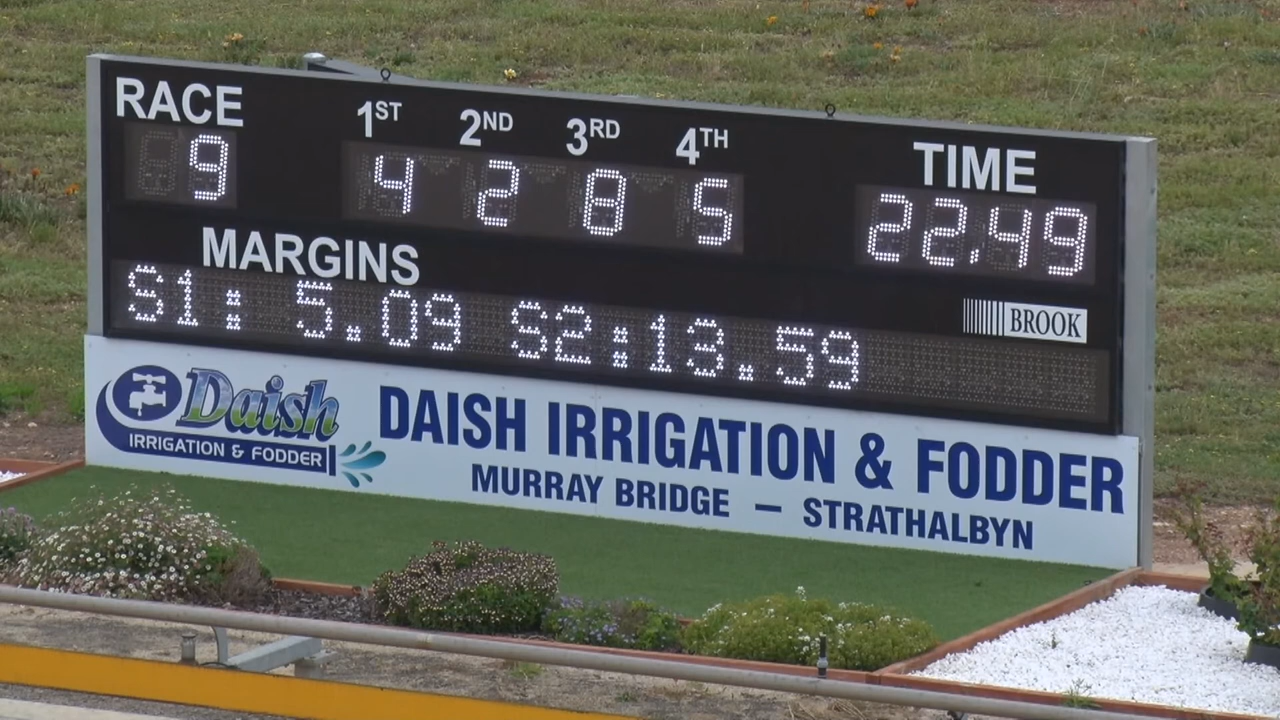 RACE 1ST 2ND 3RD 4TH TIME
9 4 2 8 5 22.49
MARGINS
S1: 5.09 S2:13.59
BROOK
Daish
IRRIGATION & FODDER
DAISH IRRIGATION & FODDER
MURRAY BRIDGE – STRATHALBYN